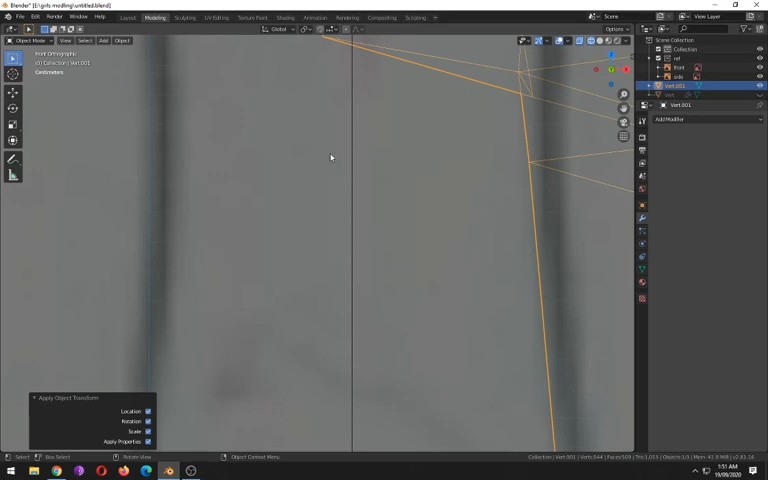 Blender* [E:\girls modling\untitled.blend]
File Edit Render Window Help Layout Modeling Sculpting UV Editing Texture Paint Shading Animation Rendering Compositing Scripting Scene View Layer
Global Options
Object Mode View Select Add Object
Front Orthographic
(0) Collection | Vert.001
Centimeters
Scene Collection
Collection
ref
front
side
Vert.001
Vert
Vert.001
Add Modifier
Apply Object Transform
Location
Rotation
Scale
Apply Properties
Select Box Select Rotate View Object Context Menu
1:51 AM
19/09/2020